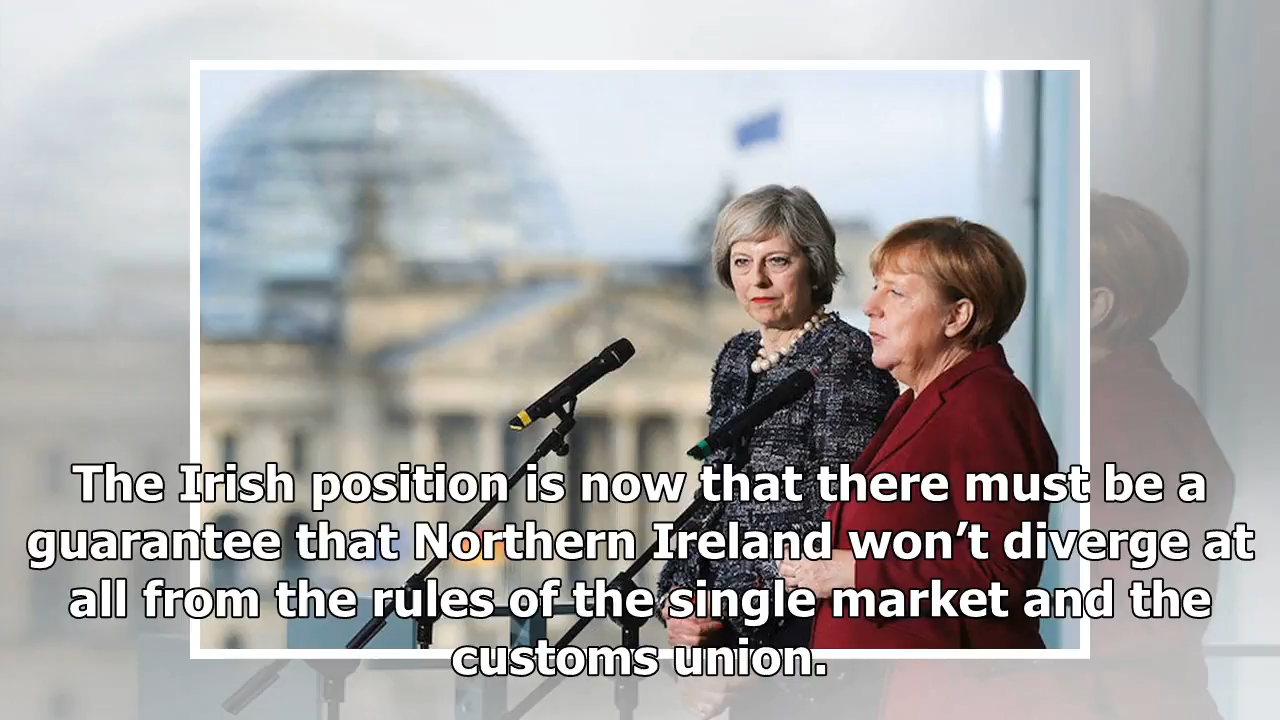 The Irish position is now that there must be a
guarantee that Northern Ireland won’t diverge at
all from the rules of the single market and the
customs union.